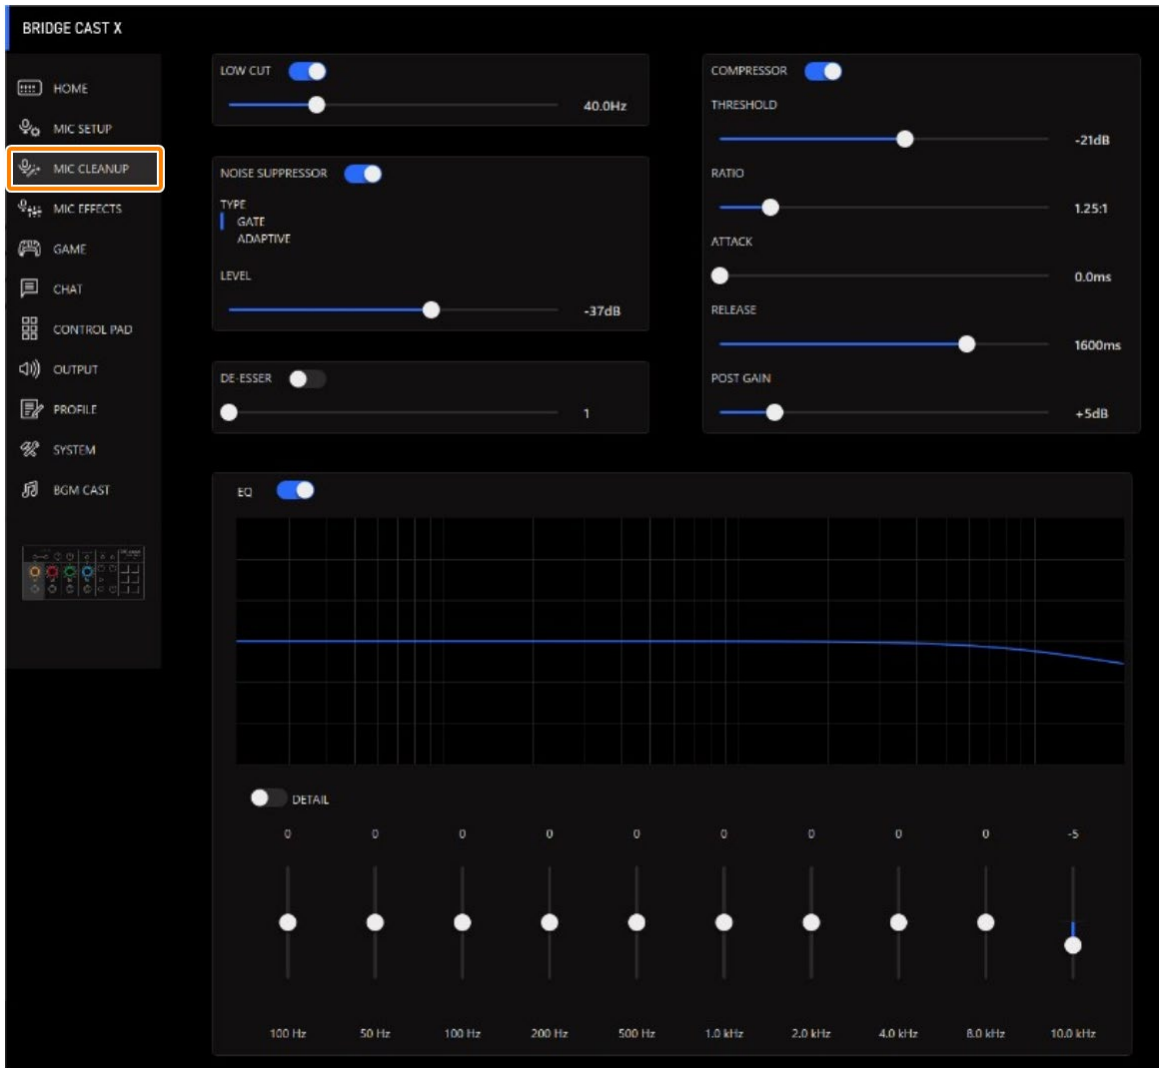 BRIDGE CAST X
HOME
MIC SETUP
MIC CLEANUP
MIC EFFECTS
GAME
CHAT
CONTROL PAD
OUTPUT
PROFILE
SYSTEM
BGM CAST
LOW CUT
40.0Hz
NOISE SUPPRESSOR
TYPE
GATE
ADAPTIVE
LEVEL
-37dB
DE-ESSER
1
COMPRESSOR
THRESHOLD
-21dB
RATIO
1.25:1
ATTACK
0.0ms
RELEASE
1600ms
POST GAIN
+5dB
EQ
DETAIL
0 0 0 0 0 0 0 0 0 -5
100 Hz 50 Hz 100 Hz 200 Hz 500 Hz 1.0 kHz 2.0 kHz 4.0 kHz 8.0 kHz 10.0 kHz